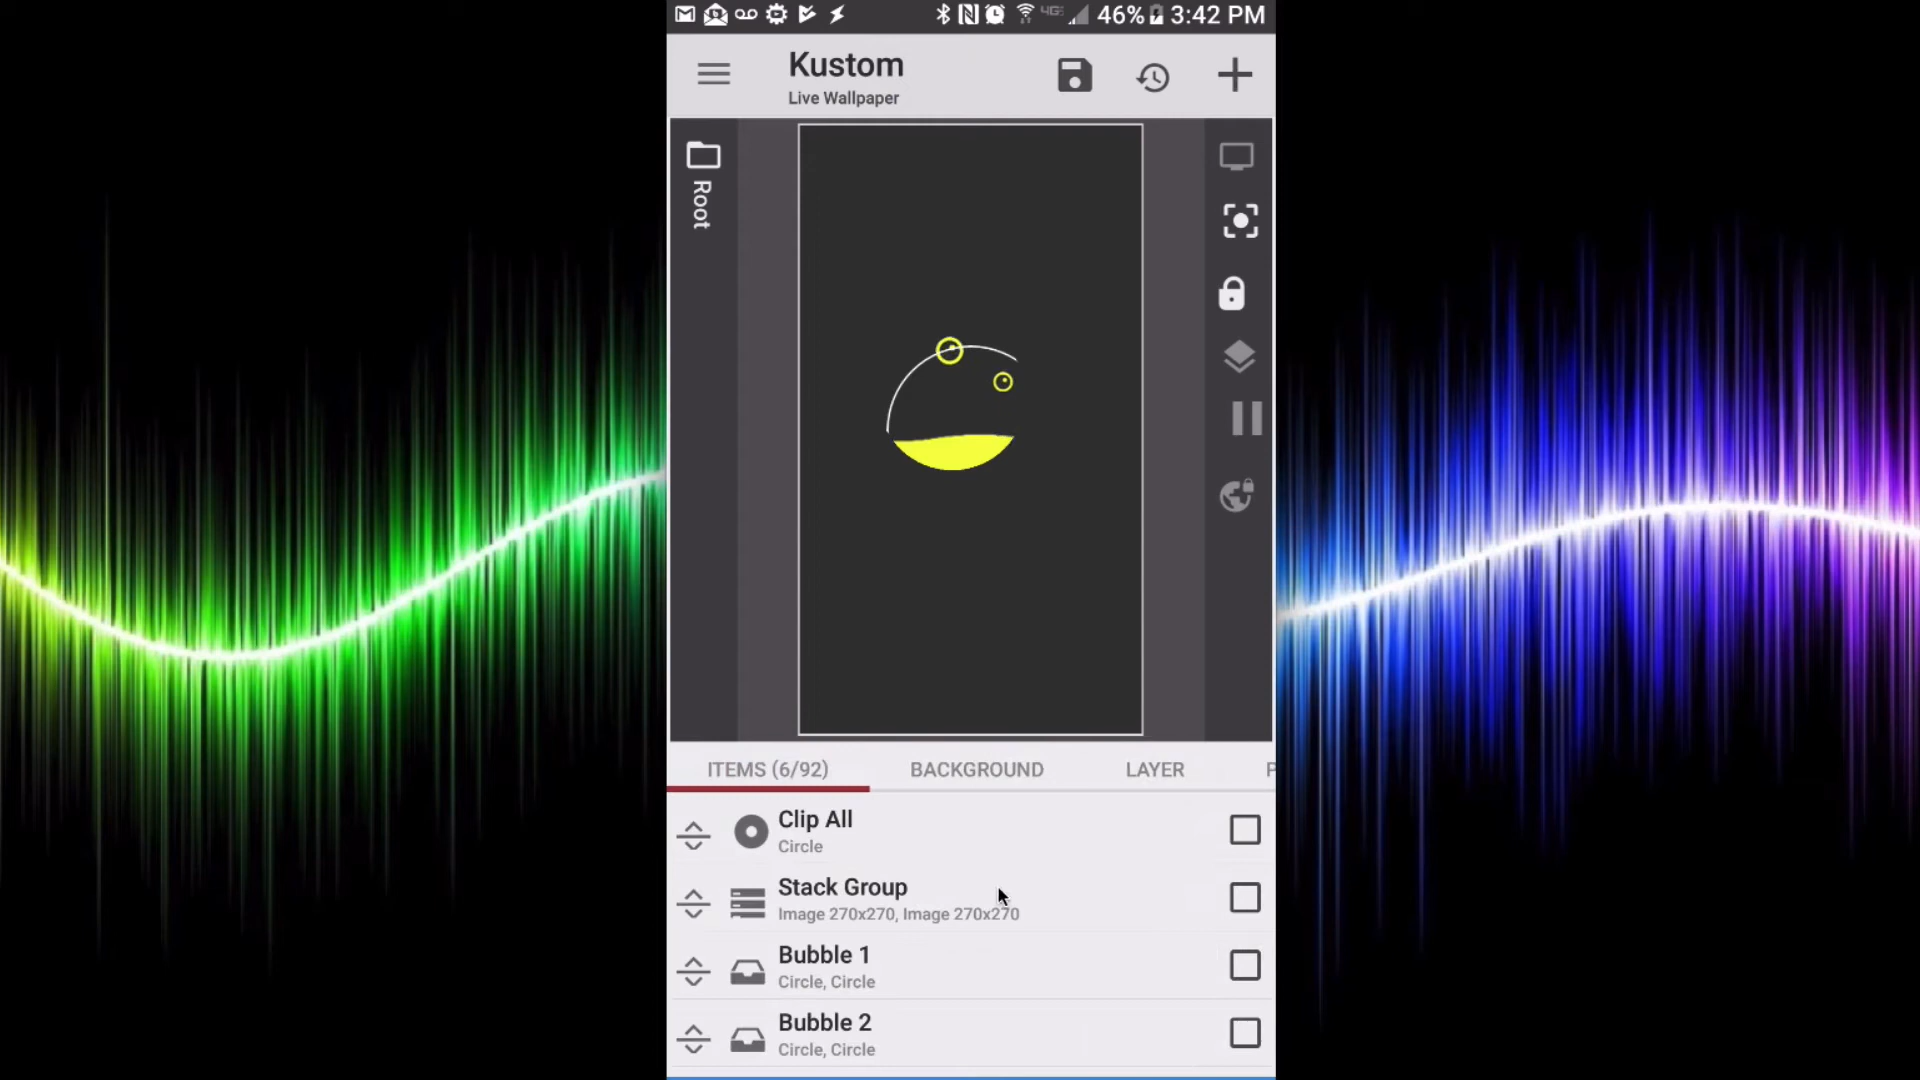 46% 3:42 PM
Kustom
Live Wallpaper
Root
ITEMS (6/92) BACKGROUND LAYER P
Clip All
Circle
Stack Group
Image 270x270, Image 270x270
Bubble 1
Circle, Circle
Bubble 2
Circle, Circle